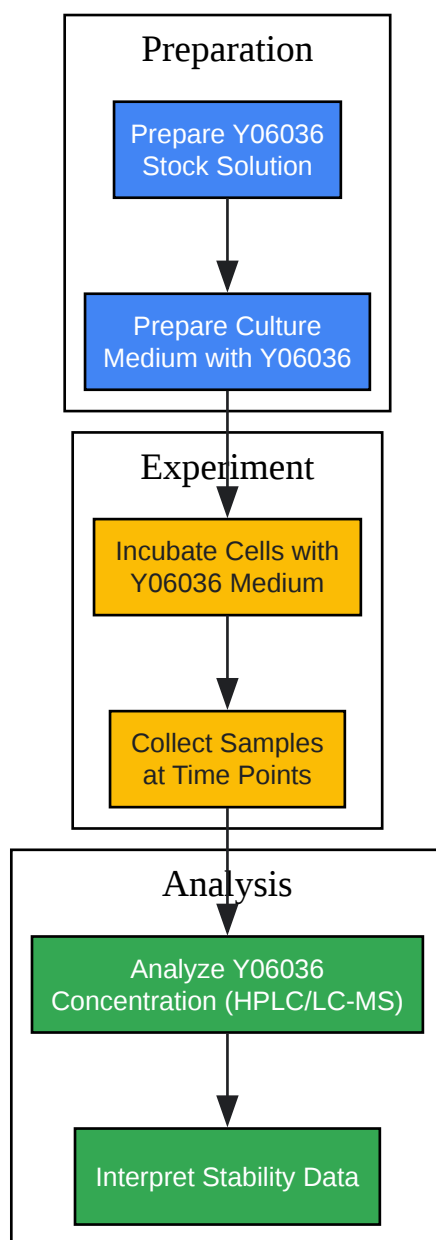 Preparation
Prepare Y06036
Stock Solution
Prepare Culture
Medium with Y06036
Experiment
Incubate Cells with
Y06036 Medium
Collect Samples
at Time Points
Analysis
Analyze Y06036
Concentration (HPLC/LC-MS)
Interpret Stability Data